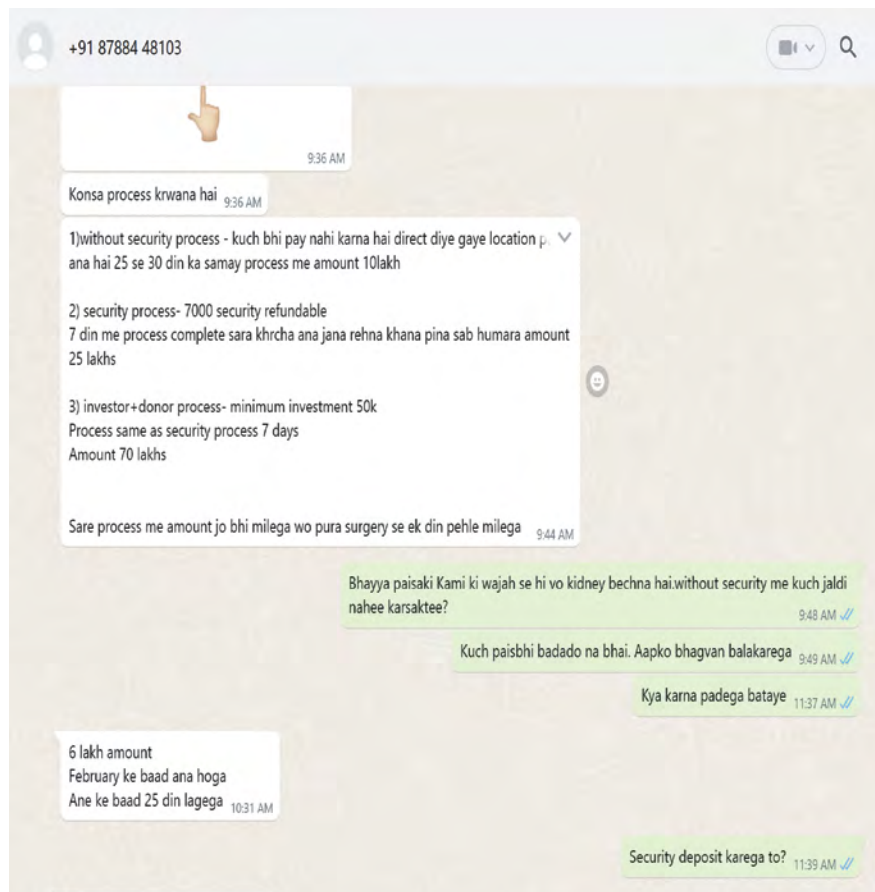 +91 87884 48103
9:36 AM
Konsa process krwana hai 9:36 AM
1)without security process - kuch bhi pay nahi karna hai direct diye gaye location
ana hai 25 se 30 din ka samay process me amount 10lakh
2) security process- 7000 security refundable
7 din me process complete sara khrcha ana jana rehna khana pina sab humara amount
25 lakhs
3) investor+donor process- minimum investment 50k
Process same as security process 7 days
Amount 70 lakhs
Sare process me amount jo bhi milega wo pura surgery se ek din pehle milega 9:44 AM
Bhayya paisaki Kami ki wajah se hi vo kidney bechna hai.without security me kuch jaldi
nahee karsaktee? 9:48 AM
Kuch paisbhi badado na bhai. Aapko bhagvan balakarega 9:49 AM
Kya karna padega bataye 11:37 AM
6 lakh amount
February ke baad ana hoga
Ane ke baad 25 din lagega 10:31 AM
Security deposit karega to? 11:39 AM